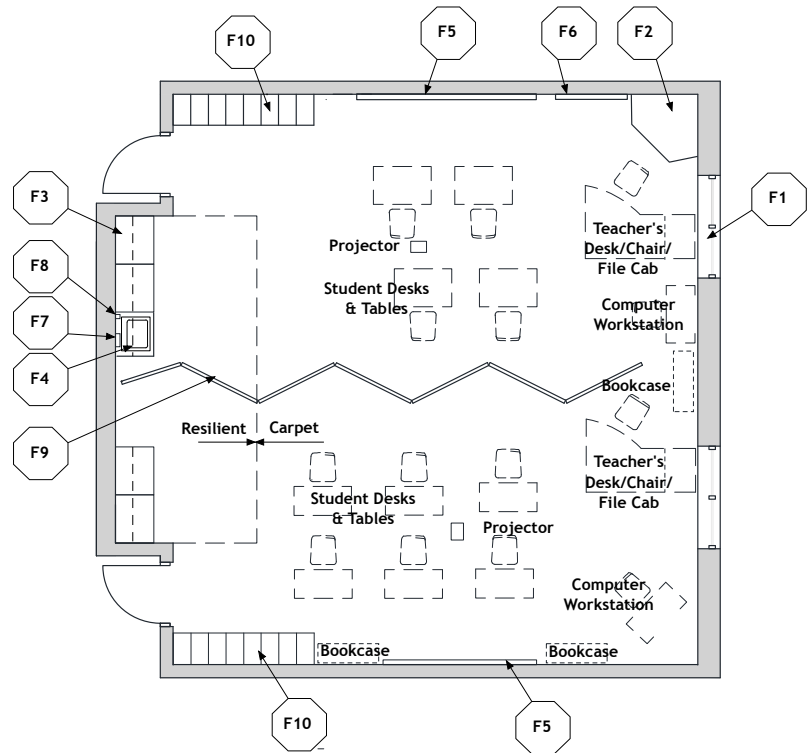 F10
F5
F6
F2
F3
F1
F8
F7
F4
F9
Projector
Teacher's
Desk/Chair/
File Cab
Student Desks
& Tables
Computer
Workstation
Bookcase
Resilient
Carpet
Teacher's
Desk/Chair/
File Cab
Student Desks
& Tables
Projector
Computer
Workstation
Bookcase
Bookcase
F10
F5